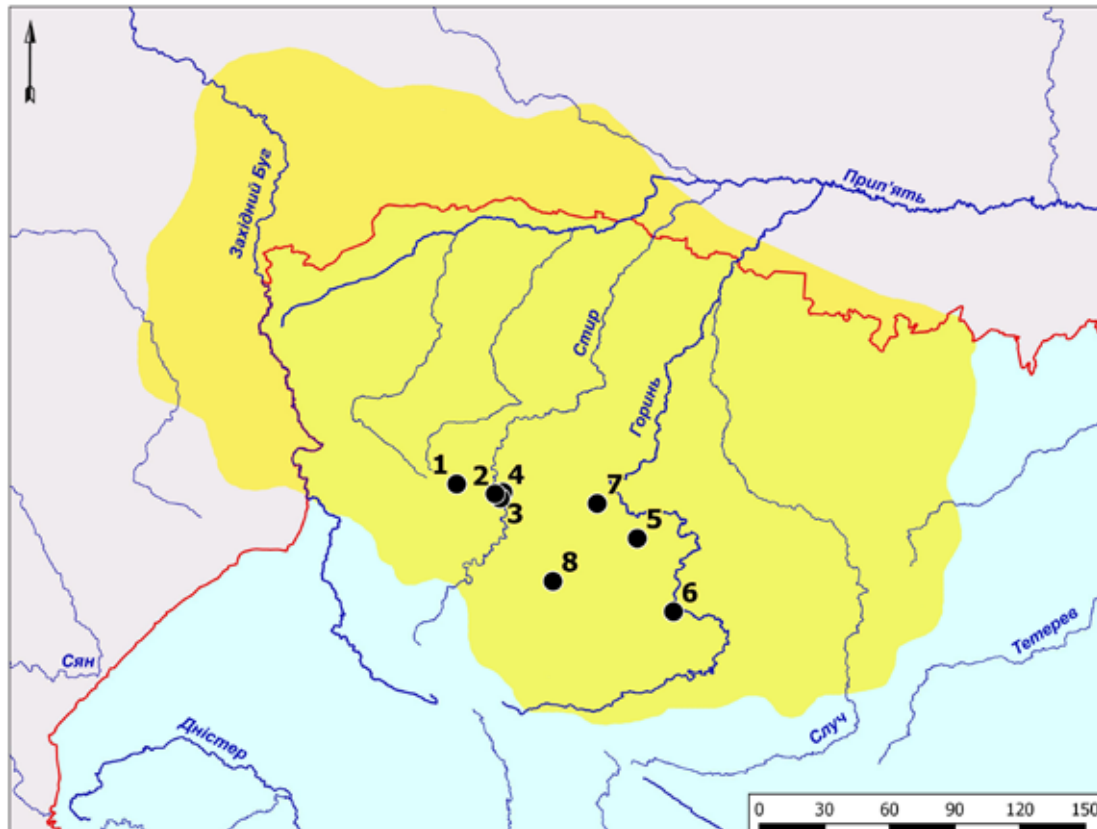 Прип'ять
Західний Буг
Стир
Горинь
1
2
4
3
7
5
8
6
Сян
Тетерев
Дністер
Случ
0 30 60 90 120 150